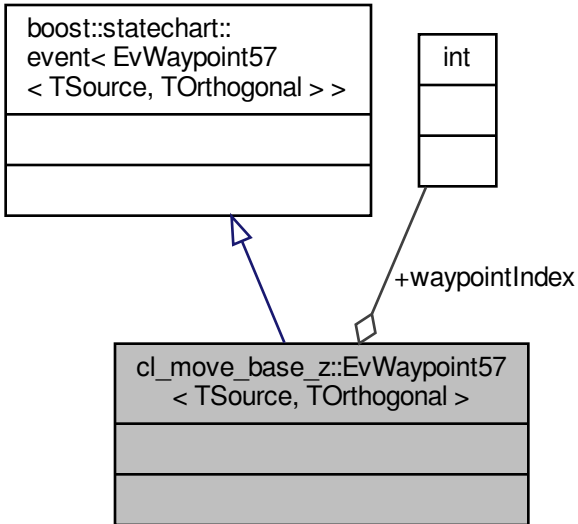 boost::statechart::
event< EvWaypoint57
< TSource, TOrthogonal > >
int
+waypointIndex
cl_move_base_z::EvWaypoint57
< TSource, TOrthogonal >